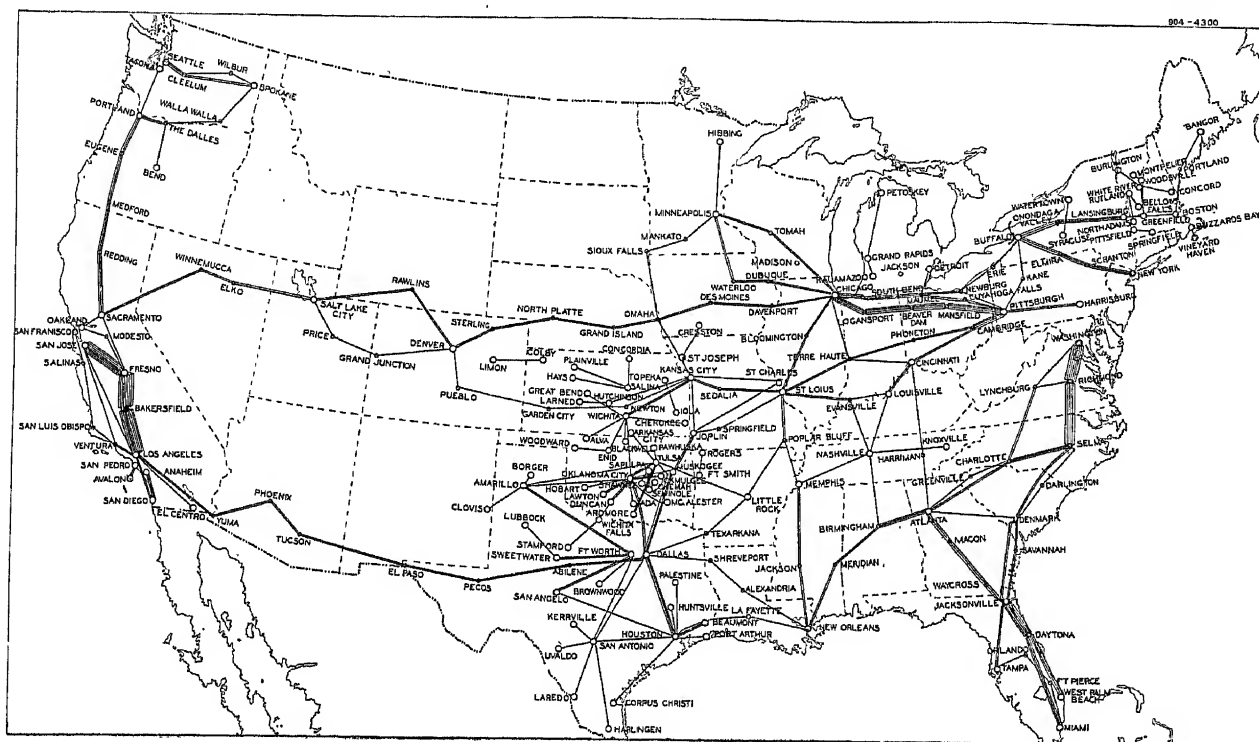 904-4300
SEATTLE
WILBUR
TACOMA
CLEELUM
SPOKANE
PORTLAND
WALLA WALLA
THE DALLES
EUGENE
BEND
MEDFORD
REDDING
WINNEMUCCA
ELKO
SALT LAKE
CITY
RAWLINS
SACRAMENTO
OAKLAND
SAN FRANCISCO
MODESTO
SAN JOSE
SALINAS
FRESNO
BAKERSFIELD
SAN LUIS OBISPO
VENTURA
LOS ANGELES
SAN PEDRO
ANAHEIM
AVALON
SAN DIEGO
EL CENTRO
YUMA
PHOENIX
TUCSON
EL PASO
PECOS
PRICE
GRAND JUNCTION
DENVER
STERLING
NORTH PLATTE
GRAND ISLAND
OMAHA
LIMON
COLBY
PUEBLO
GARDEN CITY
PLAINVILLE
CONCORDIA
HAYS
TOPEKA
SALINA
GREAT BEND
HUTCHINSON
LARNED
NEWTON
WICHITA
IOLA
CHEROKEE
ARKANSAS
CITY
WOODWARD
ALVA
BLACKWELL
PAWHUSKA
ENID
TULSA
SAPULPA
MUSKOGEE
BORGER
AMARILLO
OKLAHOMA CITY
HOBART
SHAWNEE
OKMULGEE
SEMINOLE
LAWTON
DUNCAN
ADA
MC ALESTER
ARDMORE
WICHITA
FALLS
CLOVIS
LUBBOCK
STAMFORD
SWEETWATER
FT WORTH
DALLAS
ABILENE
BROWNWOOD
SAN ANGELO
PALESTINE
HUNTSVILLE
KERRVILLE
HOUSTON
BEAUMONT
PORT ARTHUR
SAN ANTONIO
UVALDO
LAREDO
CORPUS CHRISTI
HARLINGEN
HIBBING
MINNEAPOLIS
MANKATO
SIOUX FALLS
TOMAH
MADISON
DUBUQUE
WATERLOO
DES MOINES
DAVENPORT
CRESTON
ST JOSEPH
KANSAS CITY
ST CHARLES
BLOOMINGTON
SEDALIA
ST LOUIS
JOPLIN
SPRINGFIELD
ROGERS
FT SMITH
POPLAR BLUFF
LITTLE
ROCK
TEXARKANA
SHREVEPORT
ALEXANDRIA
LA FAYETTE
NEW ORLEANS
JACKSON
MEMPHIS
MERIDIAN
BIRMINGHAM
PETOSKEY
GRAND RAPIDS
JACKSON
DETROIT
KALAMAZOO
CHICAGO
SOUTH BEND
LOGANSPORT
BEAVER
DAM
MANSFIELD
NEWBURG
CUYAHOGA
FALLS
TERRE HAUTE
PHONETON
CAMBRIDGE
CINCINNATI
EVANSVILLE
LOUISVILLE
NASHVILLE
HARRIMAN
KNOXVILLE
PITTSBURGH
HARRISBURG
ERIE
KANE
ELMIRA
SCRANTON
NEW YORK
BUFFALO
WATERTOWN
ONONDAGA
VALLEY
SYRACUSE
LANSINGBURG
NORTH ADAMS
PITTSFIELD
SPRINGFIELD
GREENFIELD
BELLOWS
FALLS
RUTLAND
WHITE RIVER
WOODSVILLE
MONTPELIER
BURLINGTON
BANGOR
PORTLAND
CONCORD
BOSTON
BUZZARDS BAY
VINEYARD
HAVEN
WASHINGTON
RICHMOND
LYNCHBURG
SELMA
CHARLOTTE
GREENVILLE
DARLINGTON
ATLANTA
DENMARK
SAVANNAH
MACON
WAYCROSS
JACKSONVILLE
DAYTONA
ORLANDO
TAMPA
FT PIERCE
WEST PALM
BEACH
MIAMI